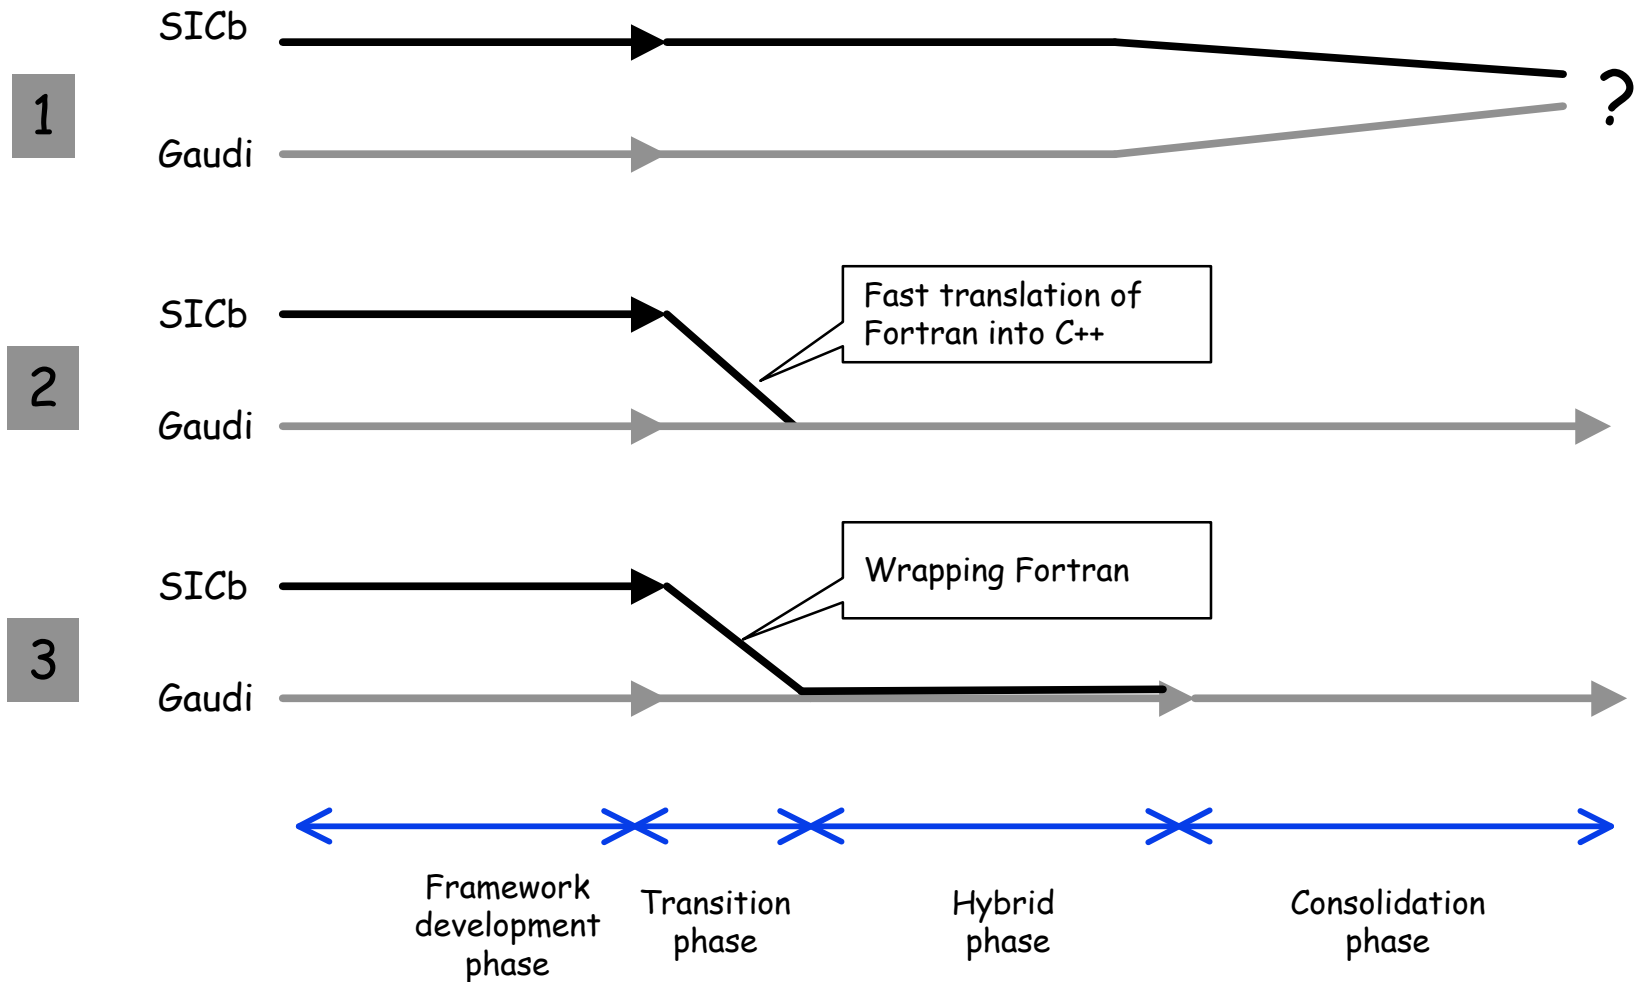 SICb
1
?
Gaudi
Fast translation of
Fortran into C++
SICb
2
Gaudi
Wrapping Fortran
SICb
3
Gaudi
Framework
development
phase
Transition
phase
Hybrid
phase
Consolidation
phase